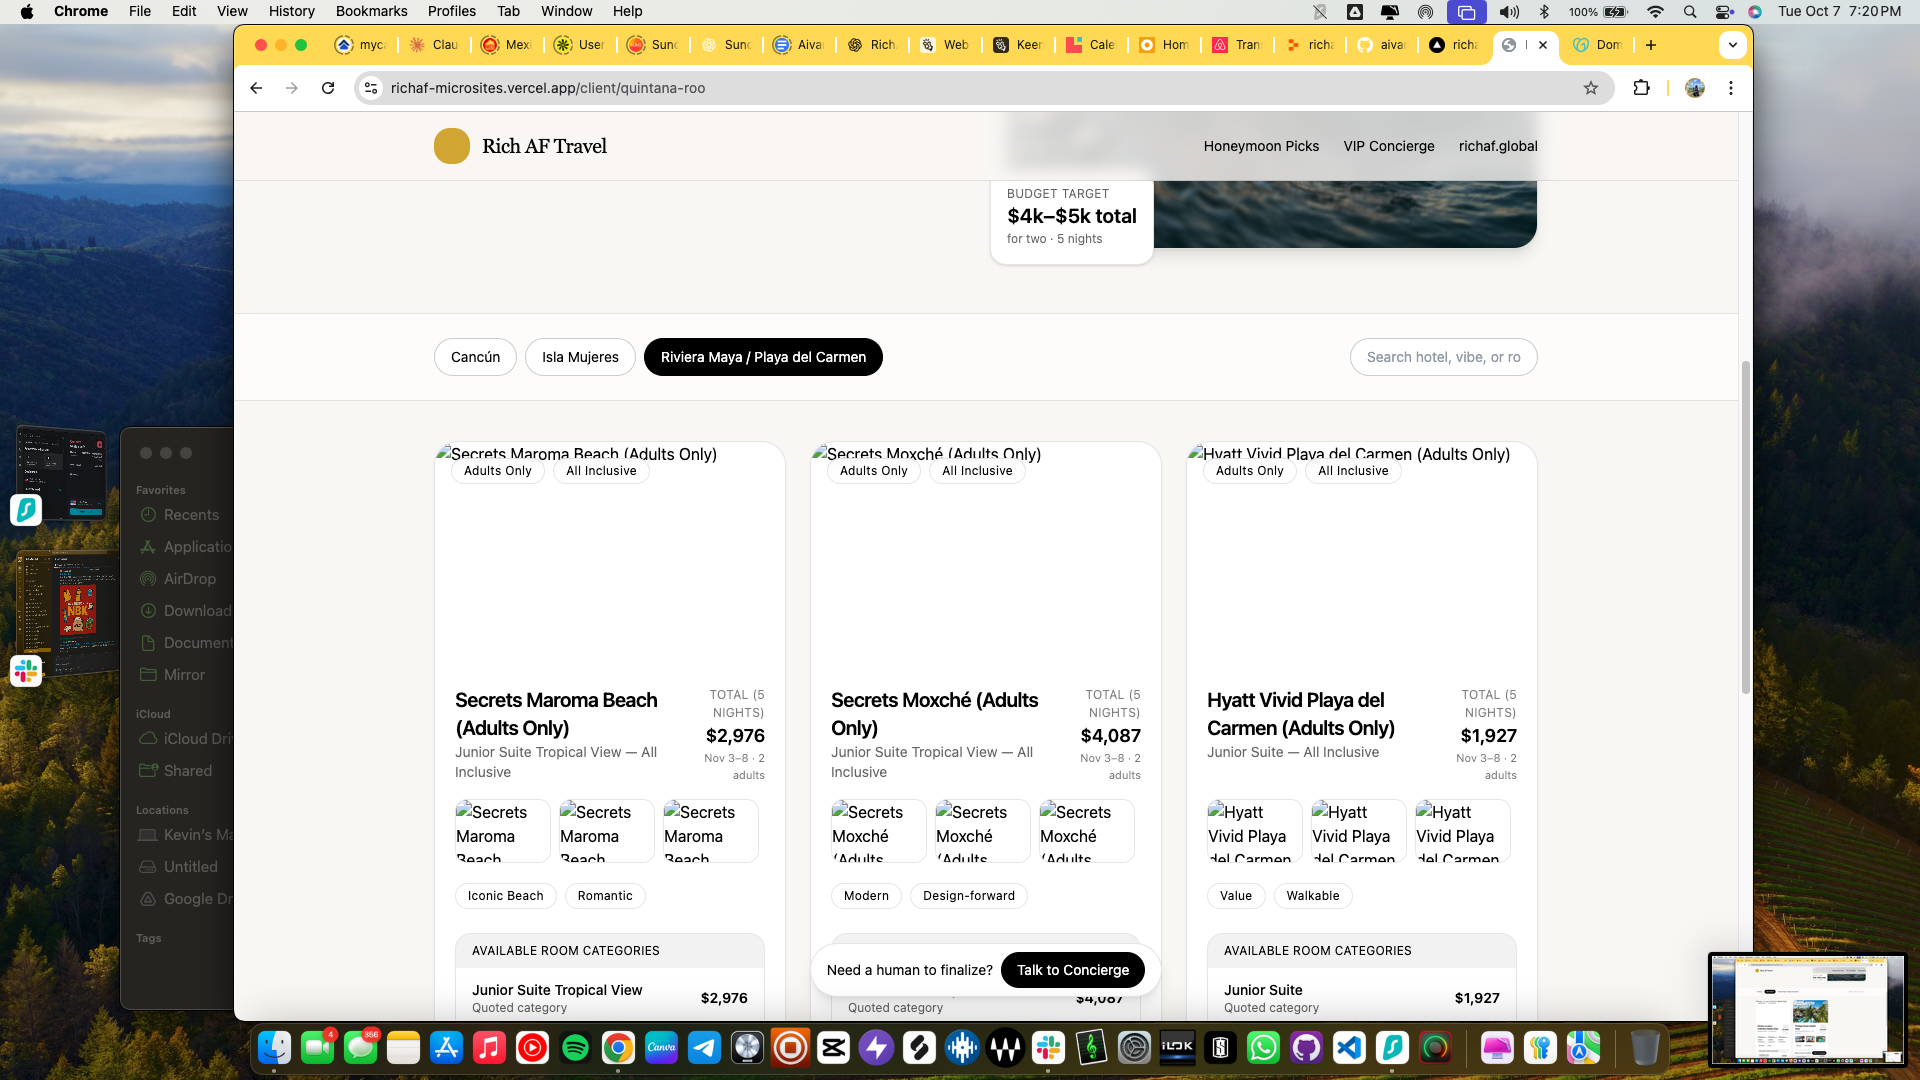 Chrome File Edit View History Bookmarks Profiles Tab Window Help
100% Tue Oct 7 7:20 PM
myca Clau Mexi User Sund Sund Aivar Rich. Web Keer Cale Hom Tran richa aivar richa Dom
richaf-microsites.vercel.app/client/quintana-roo
Rich AF Travel
Honeymoon Picks VIP Concierge richaf.global
BUDGET TARGET
$4k–$5k total
for two · 5 nights
Cancún Isla Mujeres Riviera Maya / Playa del Carmen
Search hotel, vibe, or ro
Secrets Maroma Beach (Adults Only)
Adults Only All Inclusive
Secrets Moxché (Adults Only)
Adults Only All Inclusive
Hyatt Vivid Playa del Carmen (Adults Only)
Adults Only All Inclusive
Secrets Maroma Beach
(Adults Only)
Junior Suite Tropical View — All
Inclusive
TOTAL (5
NIGHTS)
$2,976
Nov 3–8 · 2
adults
Secrets Moxché (Adults
Only)
Junior Suite Tropical View — All
Inclusive
TOTAL (5
NIGHTS)
$4,087
Nov 3–8 · 2
adults
Hyatt Vivid Playa del
Carmen (Adults Only)
Junior Suite — All Inclusive
TOTAL (5
NIGHTS)
$1,927
Nov 3–8 · 2
adults
Secrets Secrets Secrets
Maroma Maroma Maroma
Beach Beach Beach
Secrets Secrets Secrets
Moxché Moxché Moxché
(Adults (Adults (Adults
Hyatt Hyatt Hyatt
Vivid Playa Vivid Playa Vivid Playa
del Carmen del Carmen del Carmen
Iconic Beach Romantic
Modern Design-forward
Value Walkable
AVAILABLE ROOM CATEGORIES
Junior Suite Tropical View
Quoted category
$2,976
Quoted category
$4,087
AVAILABLE ROOM CATEGORIES
Junior Suite
Quoted category
$1,927
Need a human to finalize? Talk to Concierge
Favorites
Recents
Applicatio
AirDrop
Download
Document
Mirror
iCloud
iCloud Dri
Shared
Locations
Kevin's Ma
Untitled
Google Dr
Tags
NBK
4
356
Canva
iLOK